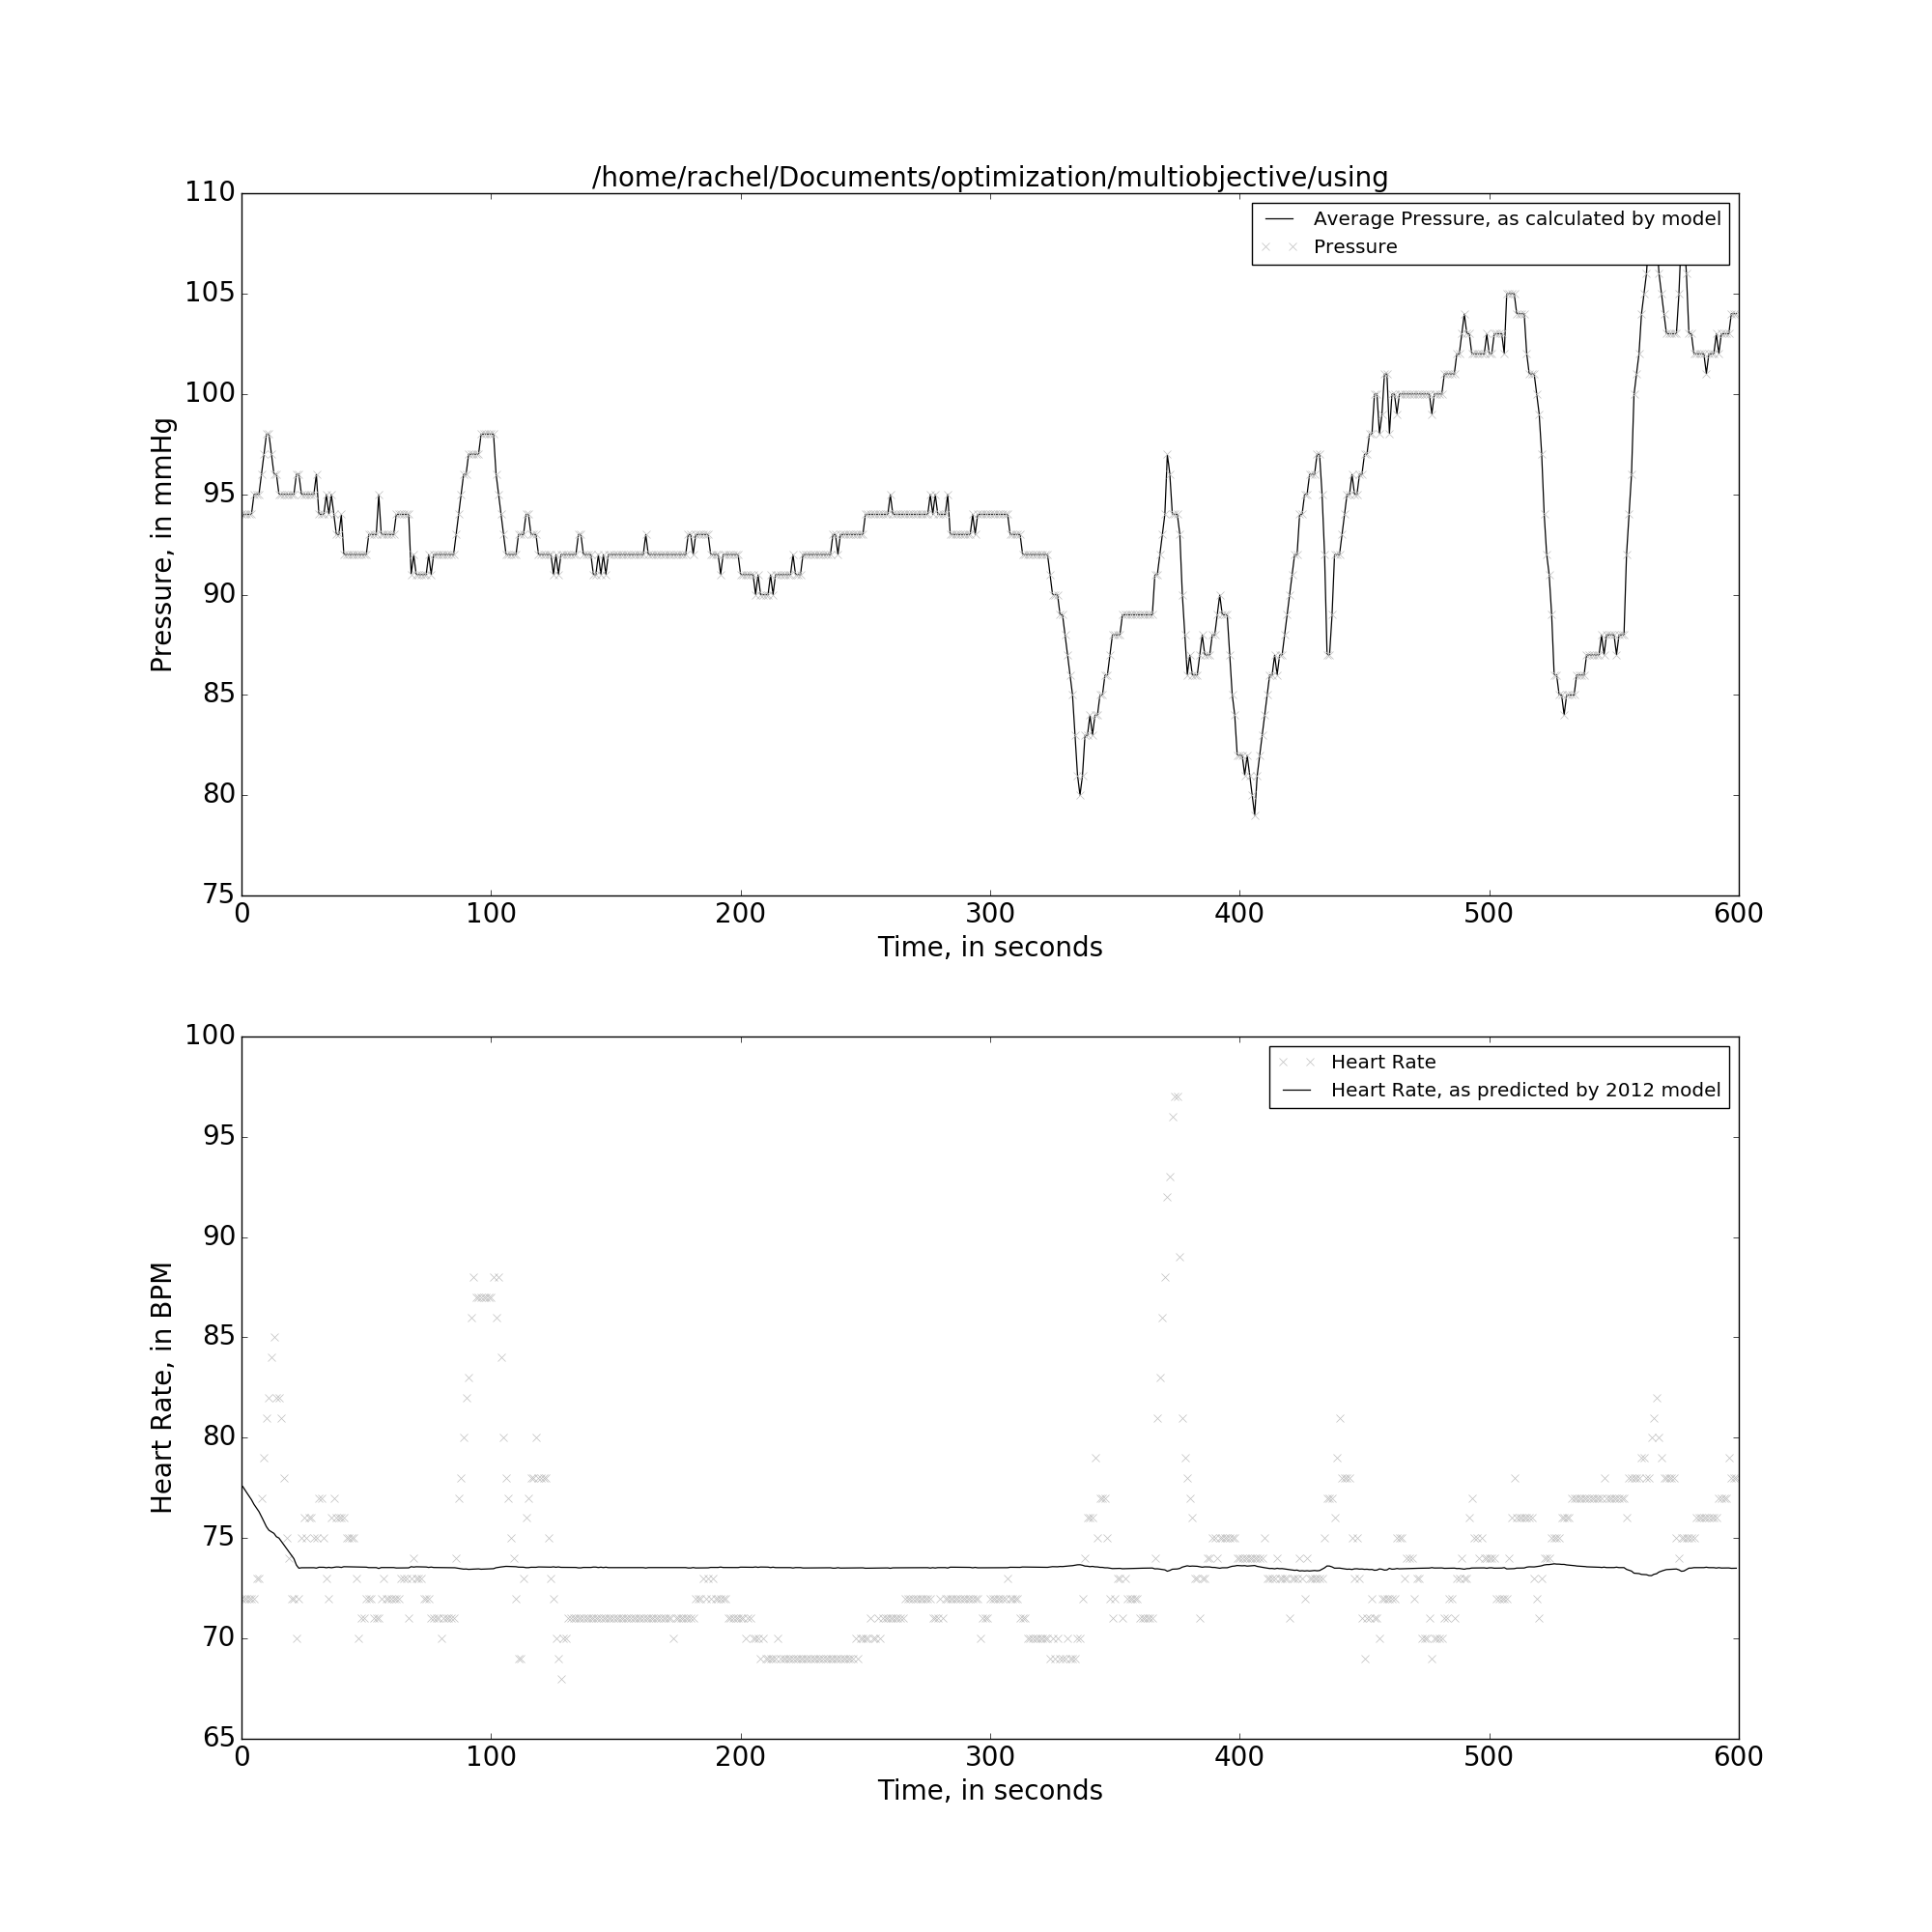 /home/rachel/Documents/optimization/multiobjective/using
110
105
100
95
90
85
80
75
Pressure, in mmHg
Average Pressure, as calculated by model
Pressure
0 100 200 300 400 500 600
Time, in seconds
100
95
90
85
80
75
70
65
Heart Rate, in BPM
Heart Rate
Heart Rate, as predicted by 2012 model
0 100 200 300 400 500 600
Time, in seconds